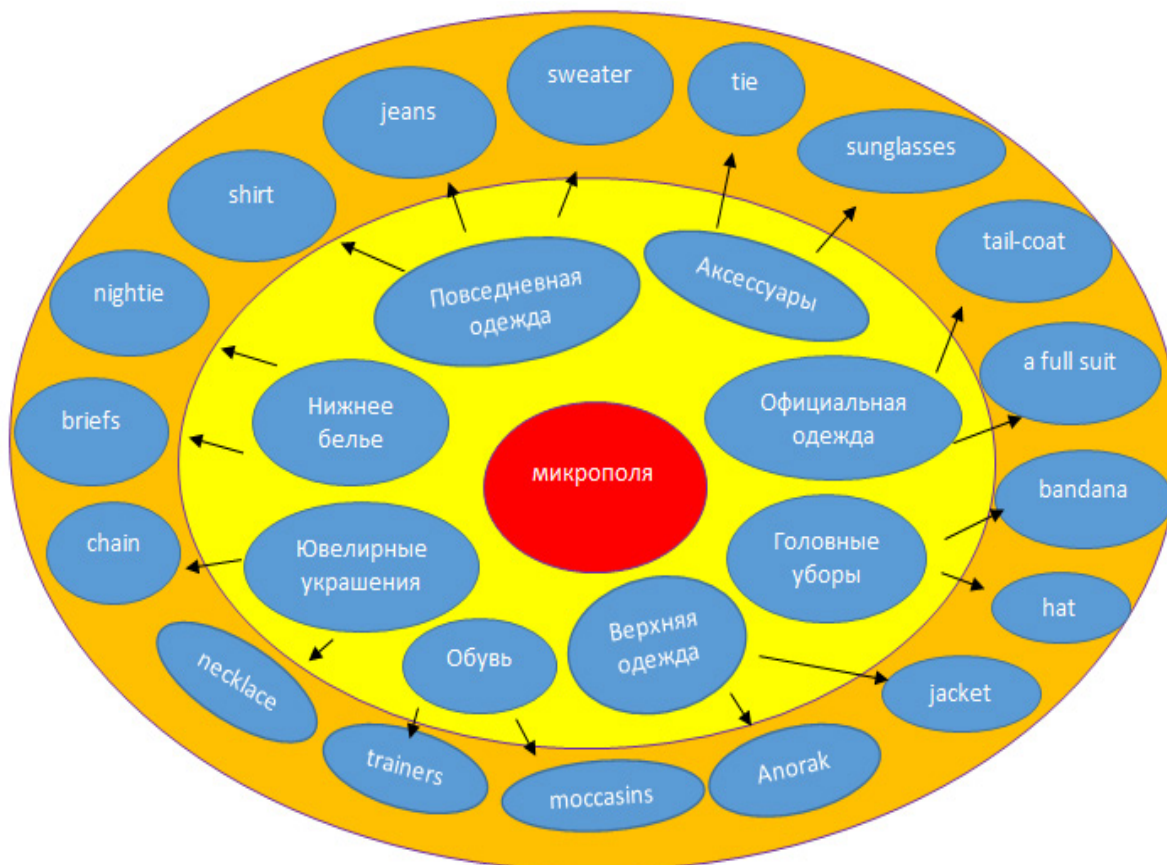 sweater
tie
jeans
sunglasses
shirt
tail-coat
nightie
Повседневная
одежда
Аксессуары
a full suit
briefs
Нижнее
белье
Официальная
одежда
микрополя
bandana
chain
Ювелирные
украшения
Головные
уборы
hat
necklace
Обувь
Верхняя
одежда
jacket
trainers
moccasins
Anorak